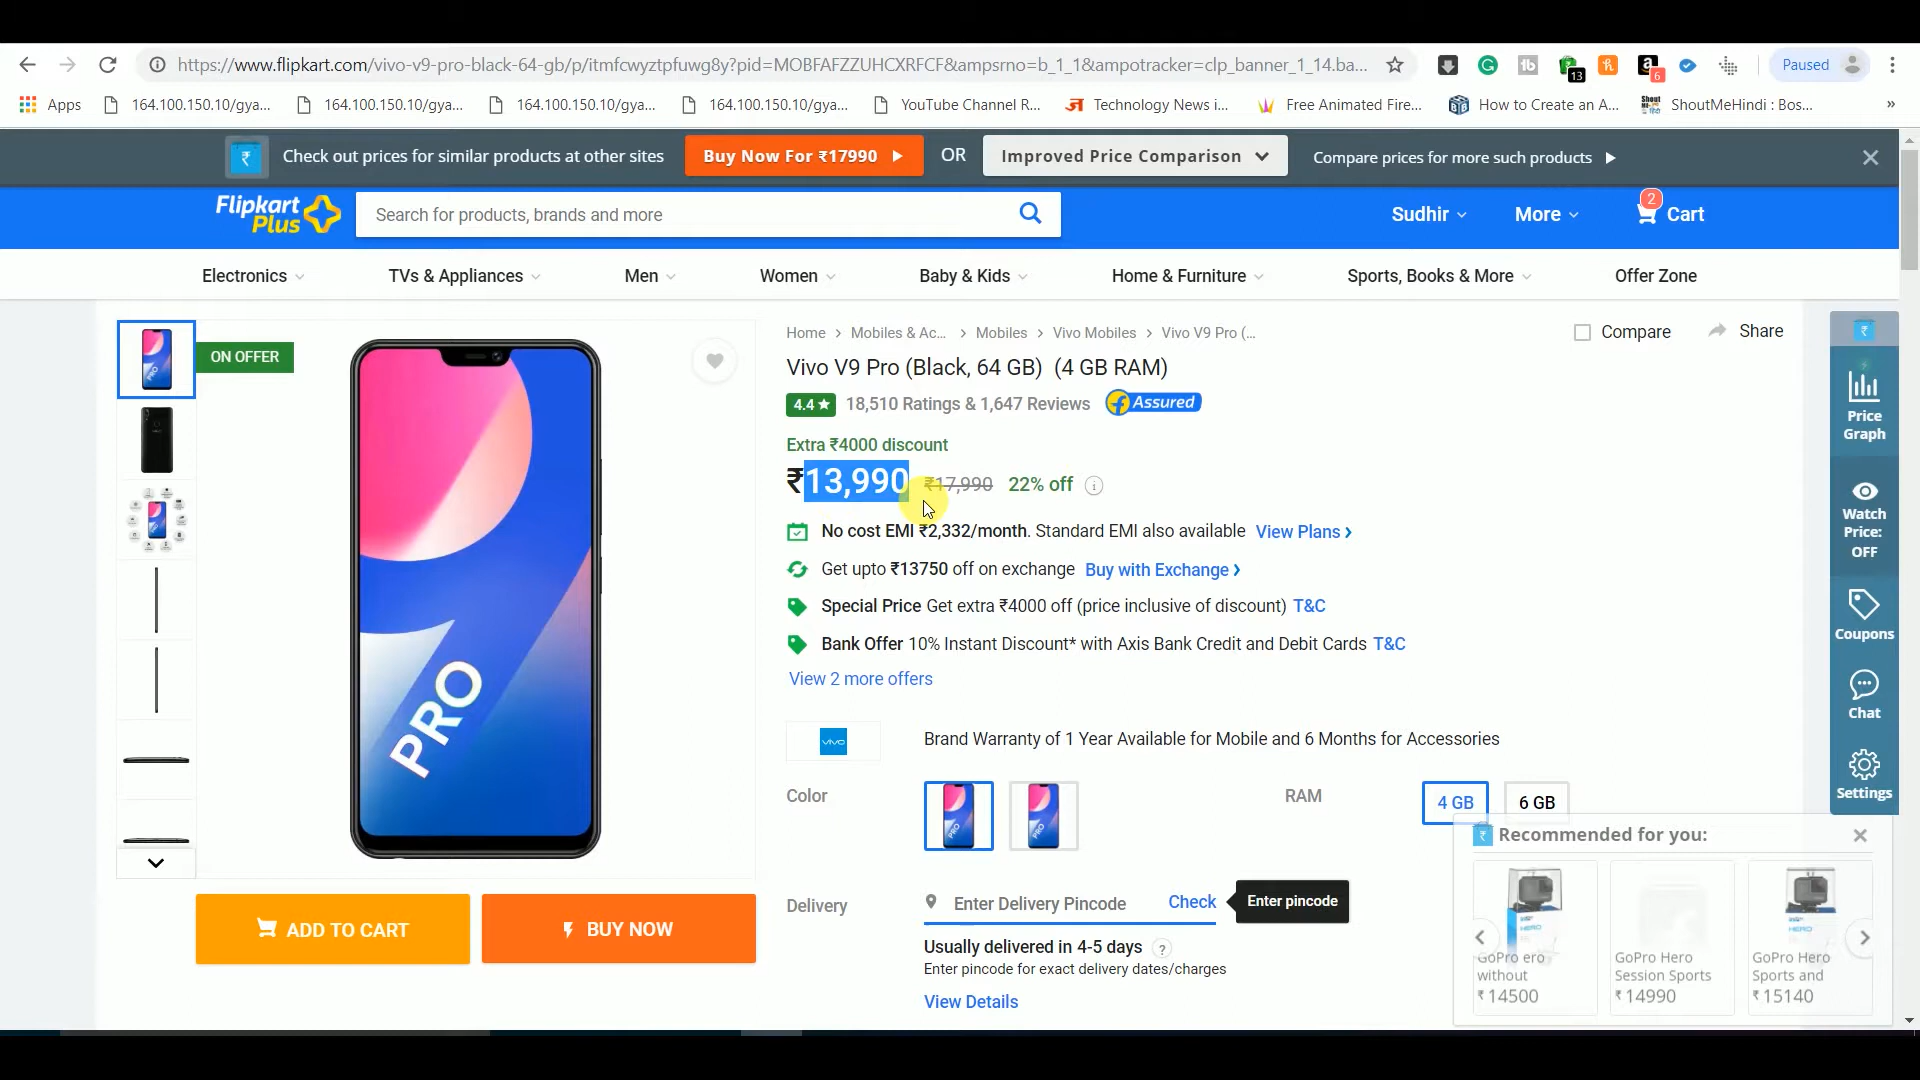 https://www.flipkart.com/vivo-v9-pro-black-64-gb/p/itmfcwyztpfuwg8y?pid=MOBFAFZZUHCXRFCF&ampsrno=b_1_1&ampotracker=clp_banner_1_14.ba...
13
6
Paused
Apps
164.100.150.10/gya...
164.100.150.10/gya...
164.100.150.10/gya...
164.100.150.10/gya...
YouTube Channel R...
Technology News i...
Free Animated Fire...
How to Create an A...
ShoutMeHindi : Bos...
»
Check out prices for similar products at other sites
Buy Now For ₹17990
OR
Improved Price Comparison
Compare prices for more such products
Flipkart
Plus
Search for products, brands and more
Sudhir
More
2
Cart
Electronics
TVs & Appliances
Men
Women
Baby & Kids
Home & Furniture
Sports, Books & More
Offer Zone
ON OFFER
PRO
Home
Mobiles & Ac...
Mobiles
Vivo Mobiles
Vivo V9 Pro (...
Compare
Share
Vivo V9 Pro (Black, 64 GB) (4 GB RAM)
4.4★
18,510 Ratings & 1,647 Reviews
Assured
Extra ₹4000 discount
₹13,990
₹17,990
22% off
No cost EMI ₹2,332/month. Standard EMI also available
View Plans
Get upto ₹13750 off on exchange
Buy with Exchange
Special Price Get extra ₹4000 off (price inclusive of discount) T&C
Bank Offer 10% Instant Discount* with Axis Bank Credit and Debit Cards T&C
View 2 more offers
vivo
Brand Warranty of 1 Year Available for Mobile and 6 Months for Accessories
Color
RAM
4 GB
6 GB
Delivery
Enter Delivery Pincode
Check
Enter pincode
Usually delivered in 4-5 days
?
Enter pincode for exact delivery dates/charges
View Details
ADD TO CART
BUY NOW
Price
Graph
Watch
Price:
OFF
Coupons
Chat
Settings
Recommended for you:
GoPro ero
without
₹ 14500
GoPro Hero
Session Sports
₹ 14990
GoPro Hero
Sports and
₹ 15140